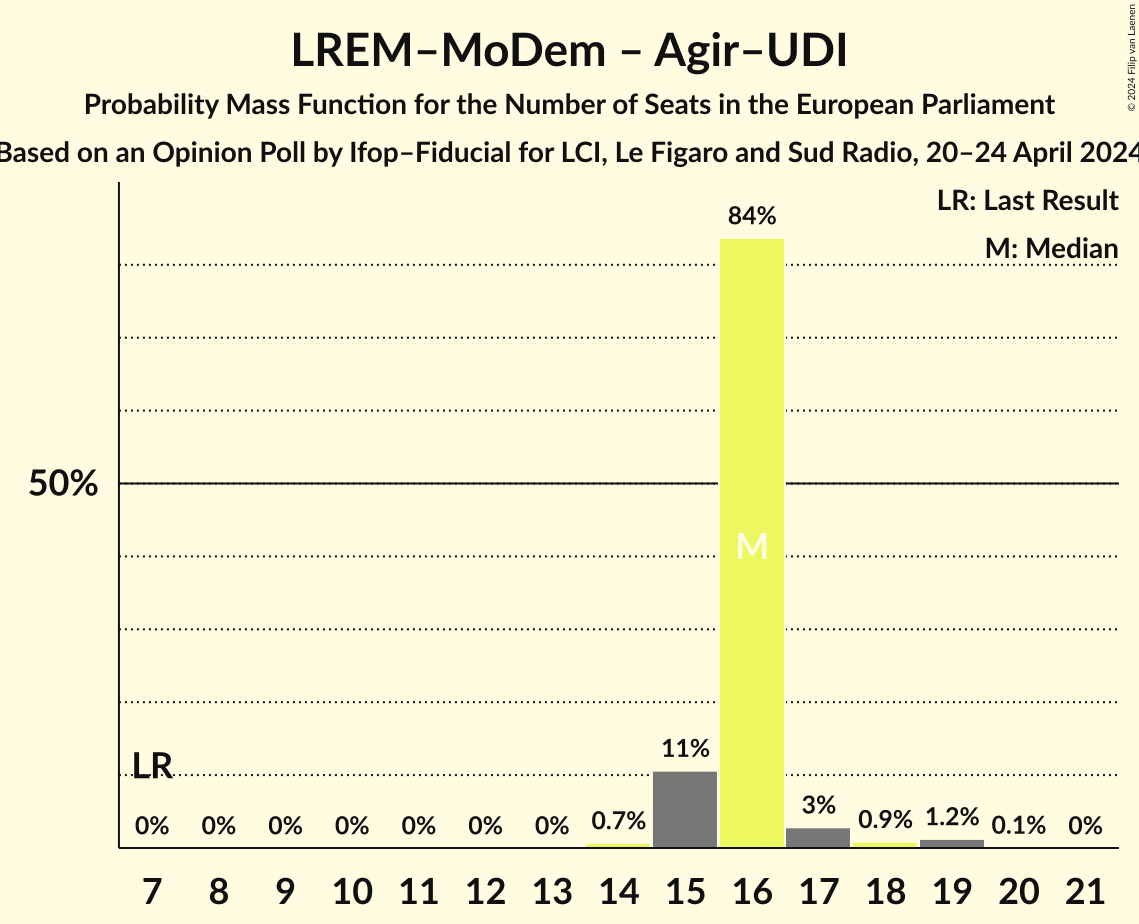 LREM–MoDem – Agir–UDI
Probability Mass Function for the Number of Seats in the European Parliament
Based on an Opinion Poll by Ifop–Fiducial for LCI, Le Figaro and Sud Radio, 20–24 April 2024
© 2024 Filip van Laenen
LR: Last Result
M: Median
84%
50%
M
LR
11%
0% 0% 0% 0% 0% 0% 0% 0.7% 3% 0.9% 1.2% 0.1% 0%
7 8 9 10 11 12 13 14 15 16 17 18 19 20 21